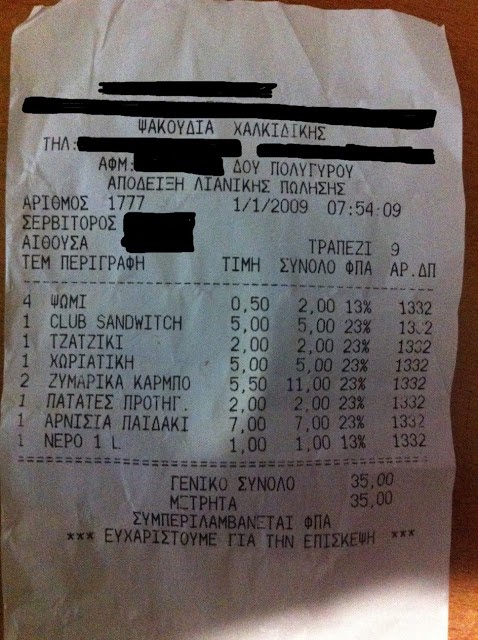 ΨΑΚΟΥΔΙΑ ΧΑΛΚΙΔΙΚΗΣ
ΤΗΛ:
ΑΦΜ: ΔΟΥ ΠΟΛΥΓΥΡΟΥ
ΑΠΟΔΕΙΞΗ ΛΙΑΝΙΚΗΣ ΠΩΛΗΣΗΣ
ΑΡΙΘΜΟΣ 1777 1/1/2009 07:54:09
ΣΕΡΒΙΤΟΡΟΣ
ΑΙΘΟΥΣΑ ΤΡΑΠΕΖΙ 9
ΤΕΜ ΠΕΡΙΓΡΑΦΗ ΤΙΜΗ ΣΥΝΟΛΟ ΦΠΑ ΑΡ.ΔΠ
4 ΨΩΜΙ 0,50 2,00 13% 1332
1 CLUB SANDWITCH 5,00 5,00 23% 1332
1 ΤΖΑΤΖΙΚΙ 2,00 2,00 23% 1332
1 ΧΩΡΙΑΤΙΚΗ 5,00 5,00 23% 1332
2 ΖΥΜΑΡΙΚΑ ΚΑΡΜΠΟ 5,50 11,00 23% 1332
1 ΠΑΤΑΤΕΣ ΠΡΟΤΗΓ. 2,00 2,00 23% 1332
1 ΑΡΝΙΣΙΑ ΠΑΙΔΑΚΙ 7,00 7,00 23% 1332
1 ΝΕΡΟ 1 L 1,00 1,00 13% 1332
ΓΕΝΙΚΟ ΣΥΝΟΛΟ 35,00
ΜΕΤΡΗΤΑ 35,00
ΣΥΜΠΕΡΙΛΑΜΒΑΝΕΤΑΙ ΦΠΑ
*** ΕΥΧΑΡΙΣΤΟΥΜΕ ΓΙΑ ΤΗΝ ΕΠΙΣΚΕΨΗ ***